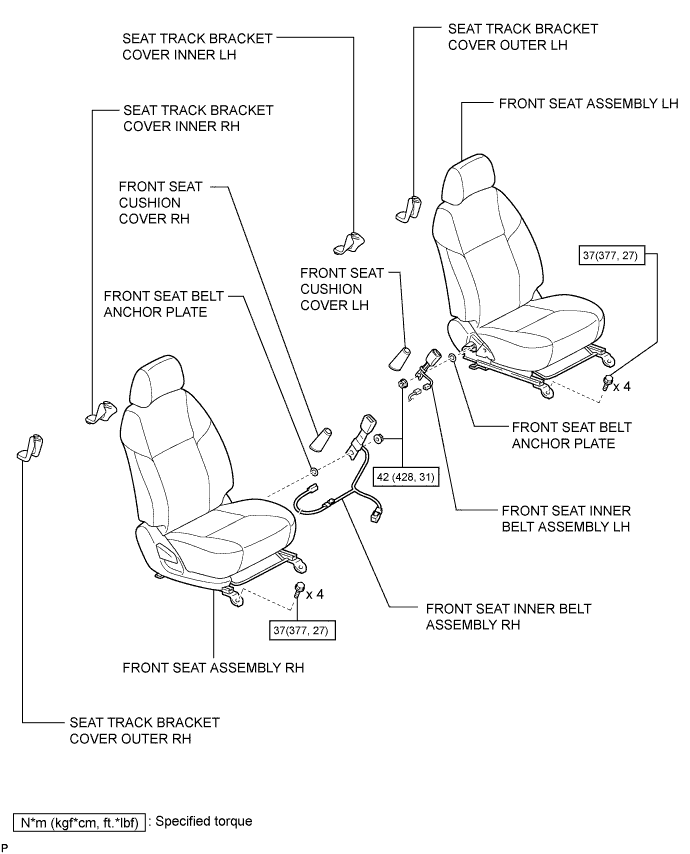 SEAT TRACK BRACKET
COVER INNER LH
SEAT TRACK BRACKET
COVER OUTER LH
FRONT SEAT ASSEMBLY LH
SEAT TRACK BRACKET
COVER INNER RH
FRONT SEAT
CUSHION
COVER RH
37(377, 27)
FRONT SEAT
CUSHION
COVER LH
FRONT SEAT BELT
ANCHOR PLATE
x 4
FRONT SEAT BELT
ANCHOR PLATE
42 (428, 31)
FRONT SEAT INNER
BELT ASSEMBLY LH
x 4
FRONT SEAT INNER BELT
ASSEMBLY RH
37(377, 27)
FRONT SEAT ASSEMBLY RH
SEAT TRACK BRACKET
COVER OUTER RH
N*m (kgf*cm, ft.*lbf) : Specified torque
P